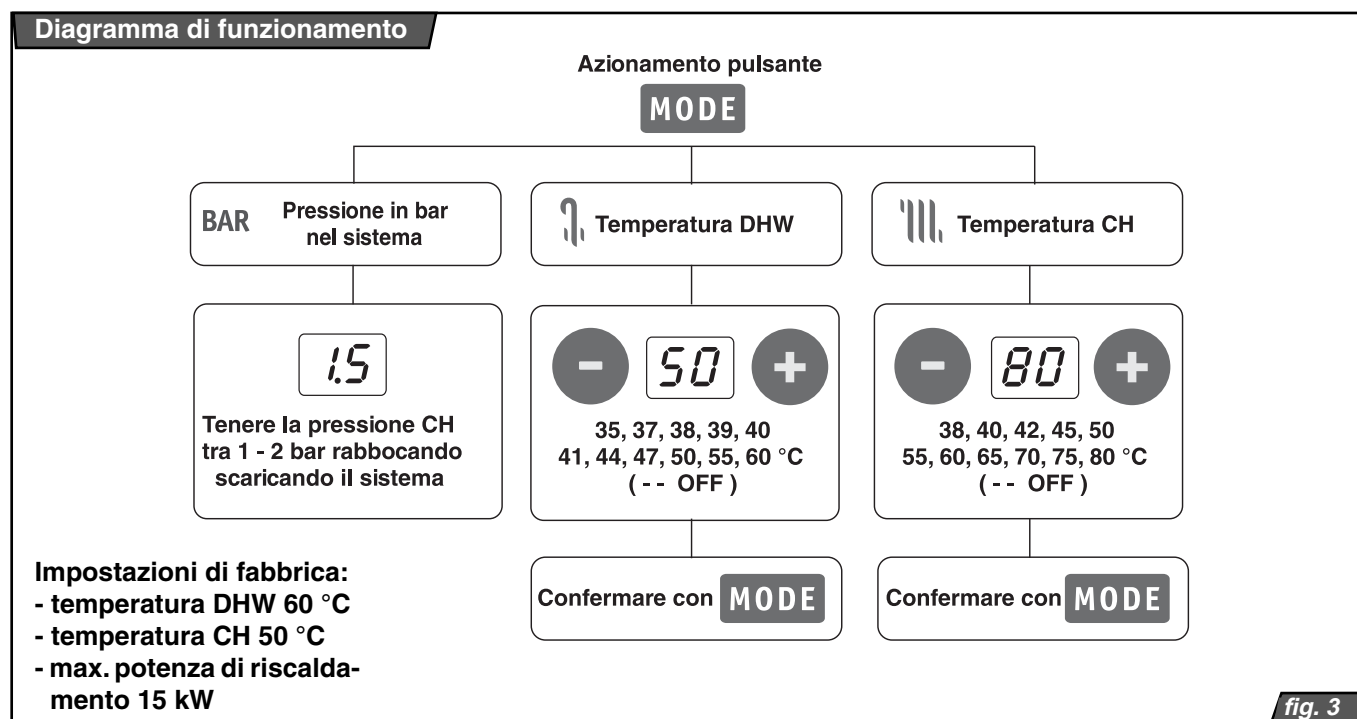 Diagramma di funzionamento
Azionamento pulsante
MODE
BAR
Pressione in bar
nel sistema
Temperatura DHW
Temperatura CH
1.5
Tenere la pressione CH
tra 1 - 2 bar rabboccando
scaricando il sistema
- 50 +
35, 37, 38, 39, 40
41, 44, 47, 50, 55, 60 °C
( - - OFF )
- 80 +
38, 40, 42, 45, 50
55, 60, 65, 70, 75, 80 °C
( - - OFF )
Confermare con MODE
Confermare con MODE
Impostazioni di fabbrica:
- temperatura DHW 60 °C
- temperatura CH 50 °C
- max. potenza di riscalda-
mento 15 kW
fig. 3